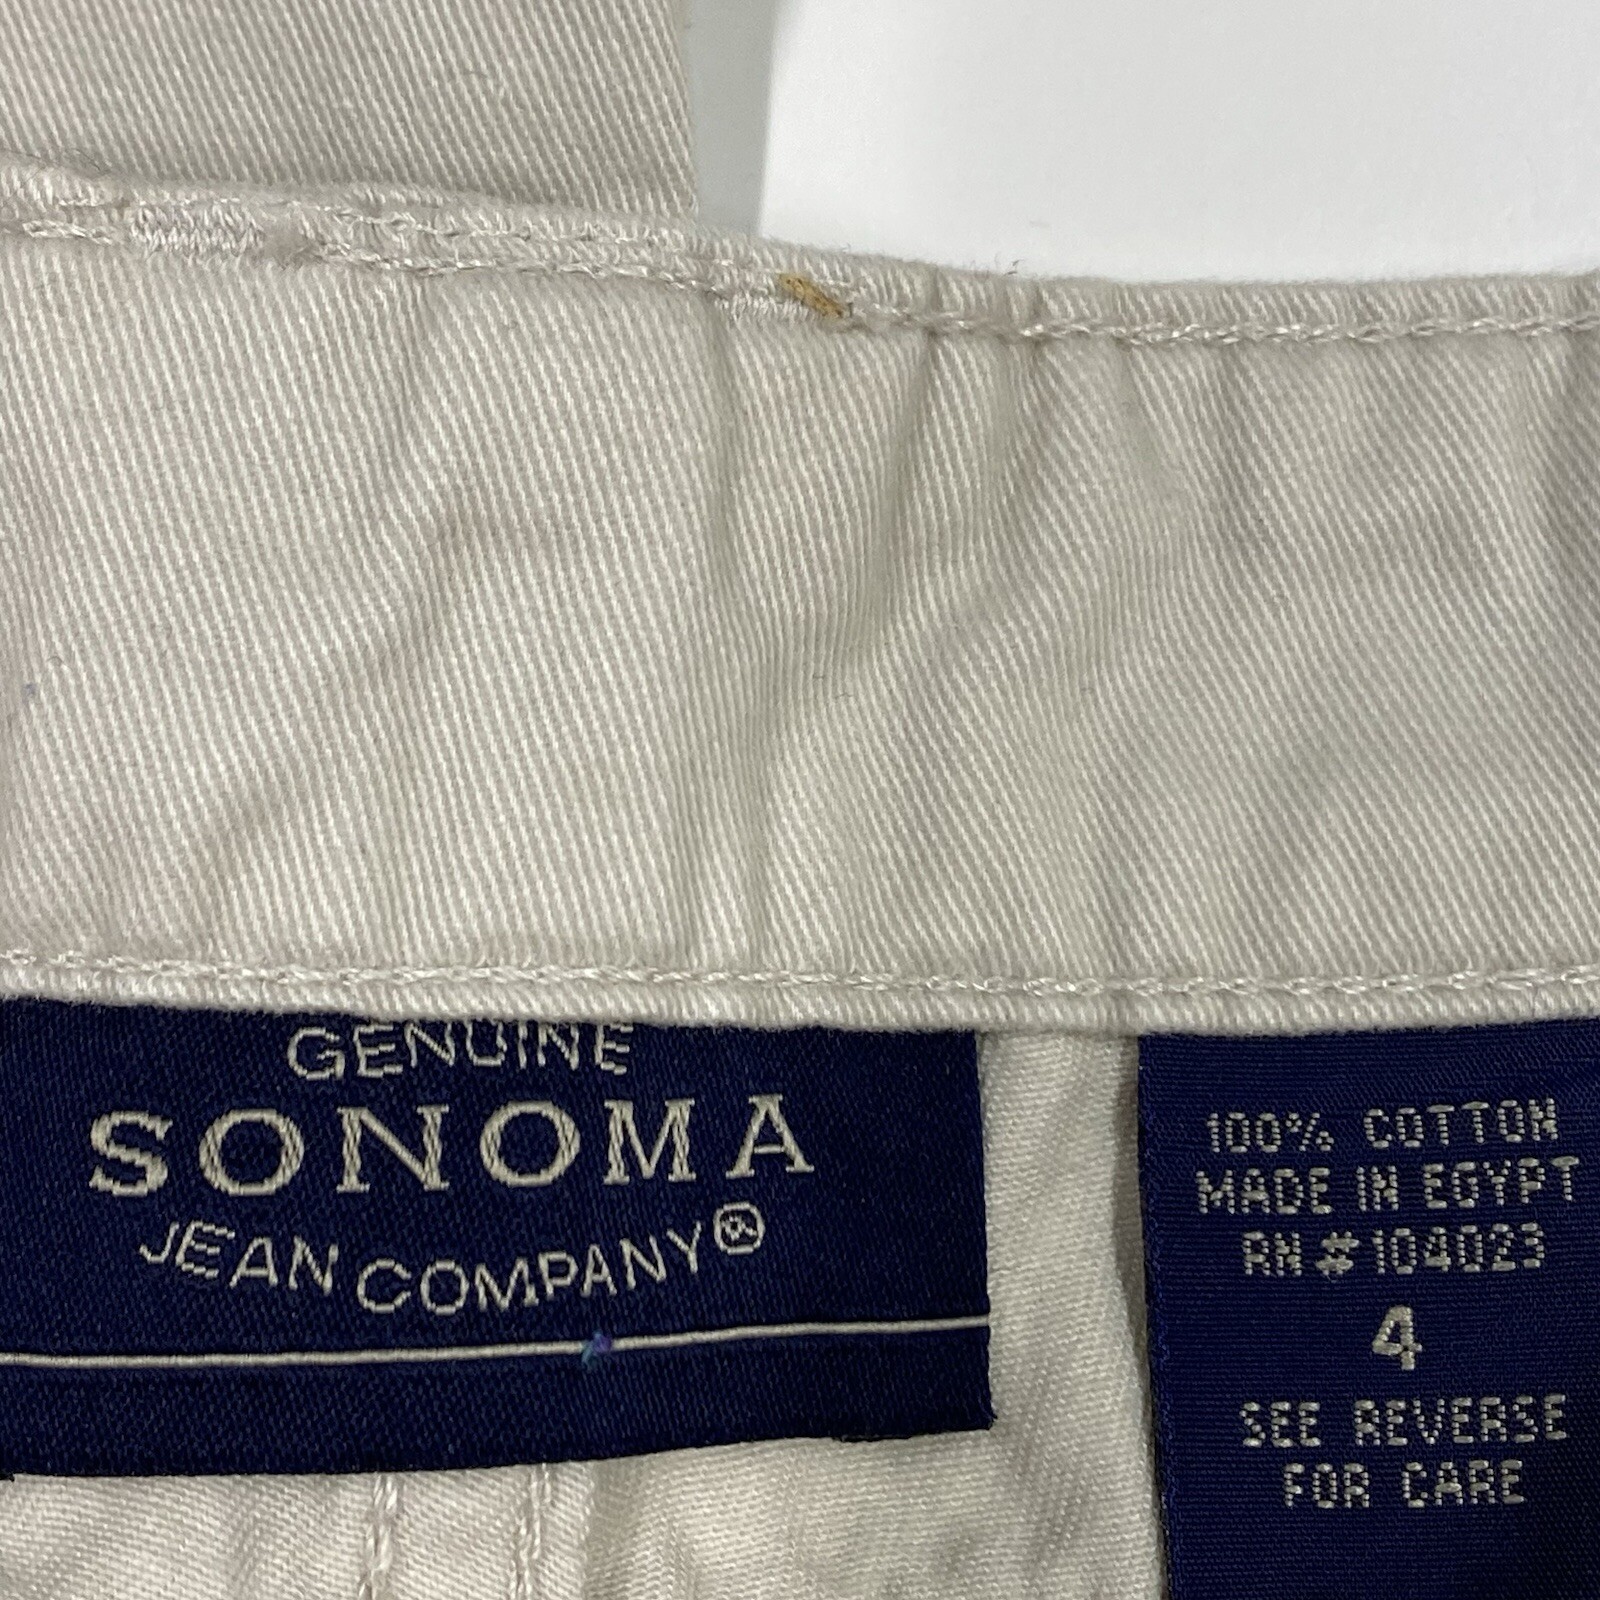 GENUINE
SONOMA
JEAN COMPANY®
100% COTTON
MADE IN EGYPT
RN # 104023
4
SEE REVERSE
FOR CARE